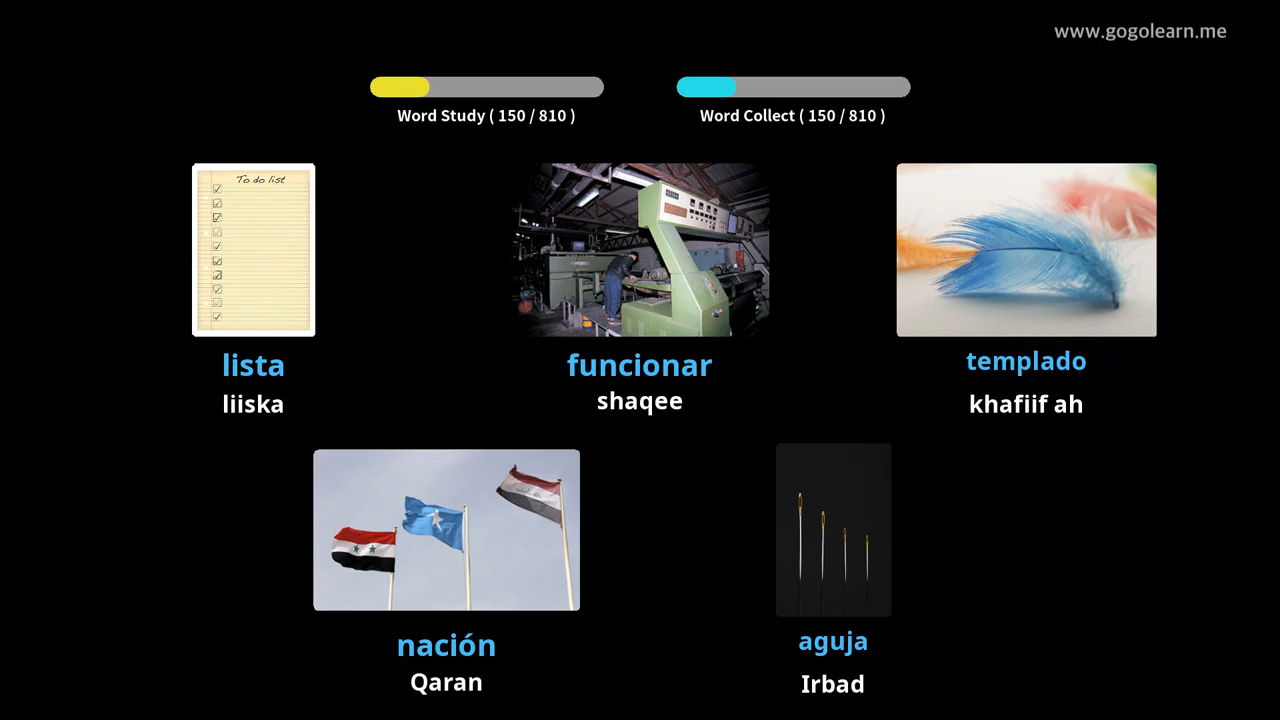 www.gogolearn.me
Word Study ( 150 / 810 )
Word Collect ( 150 / 810 )
To do list
lista
liiska
funcionar
shaqee
templado
khafiif ah
nación
Qaran
aguja
Irbad